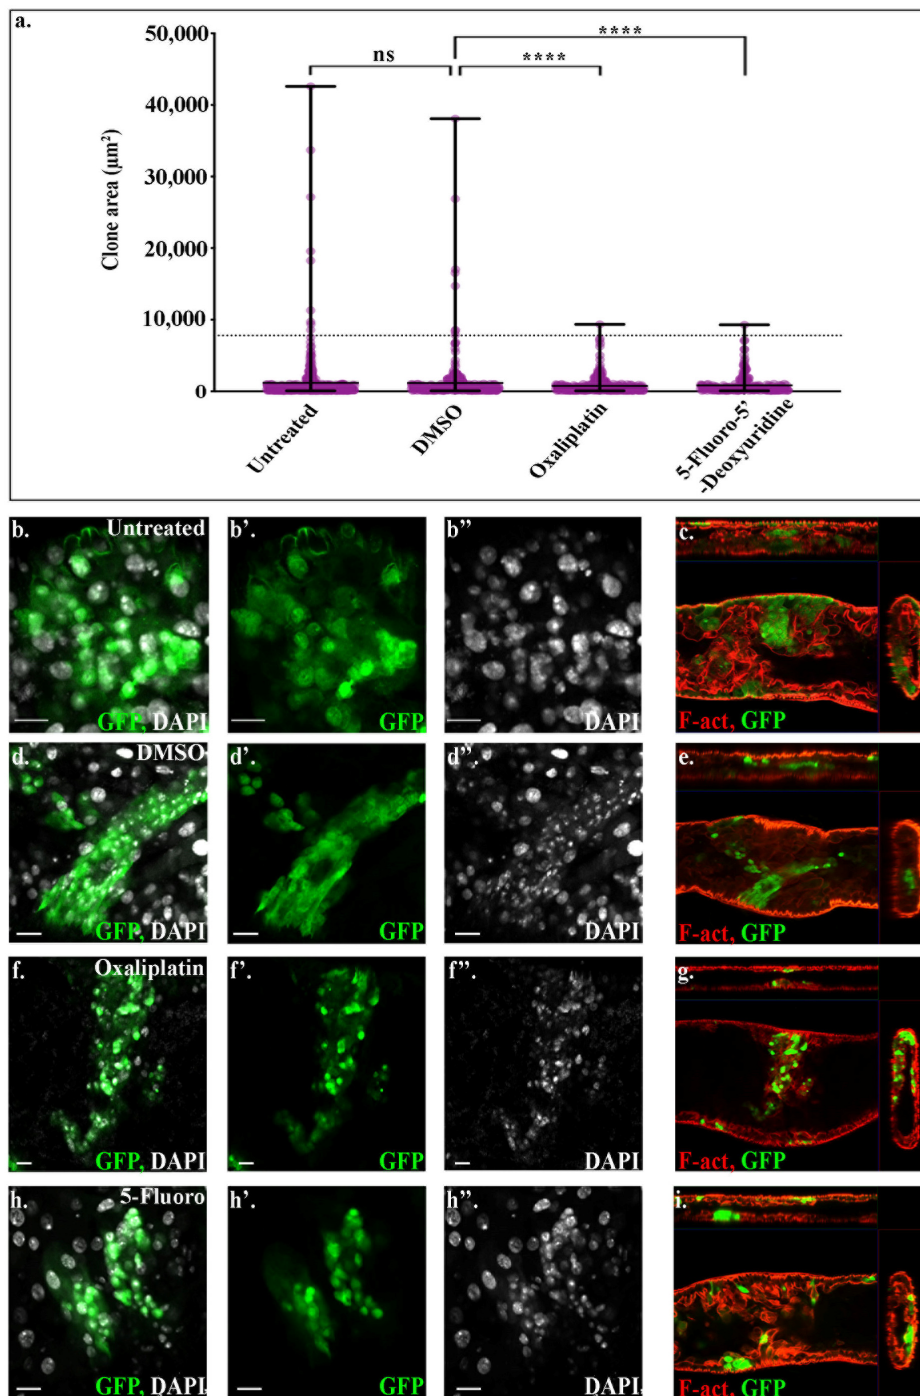 a.
50,000
40,000
30,000
20,000
10,000
0
Clone area (µm²)
ns
****
****
Untreated
DMSO
Oxaliplatin
5-Fluoro-5'
-Deoxyuridine
b. Untreated
GFP, DAPI
b'.
GFP
b"
DAPI
c.
F-act, GFP
d. DMSO
GFP, DAPI
d'.
GFP
d".
DAPI
e.
F-act, GFP
f. Oxaliplatin
GFP, DAPI
f'.
GFP
f".
DAPI
g.
F-act, GFP
h. 5-Fluoro
GFP, DAPI.
h'.
GFP
h".
DAPI.
i.
F-act, GFP